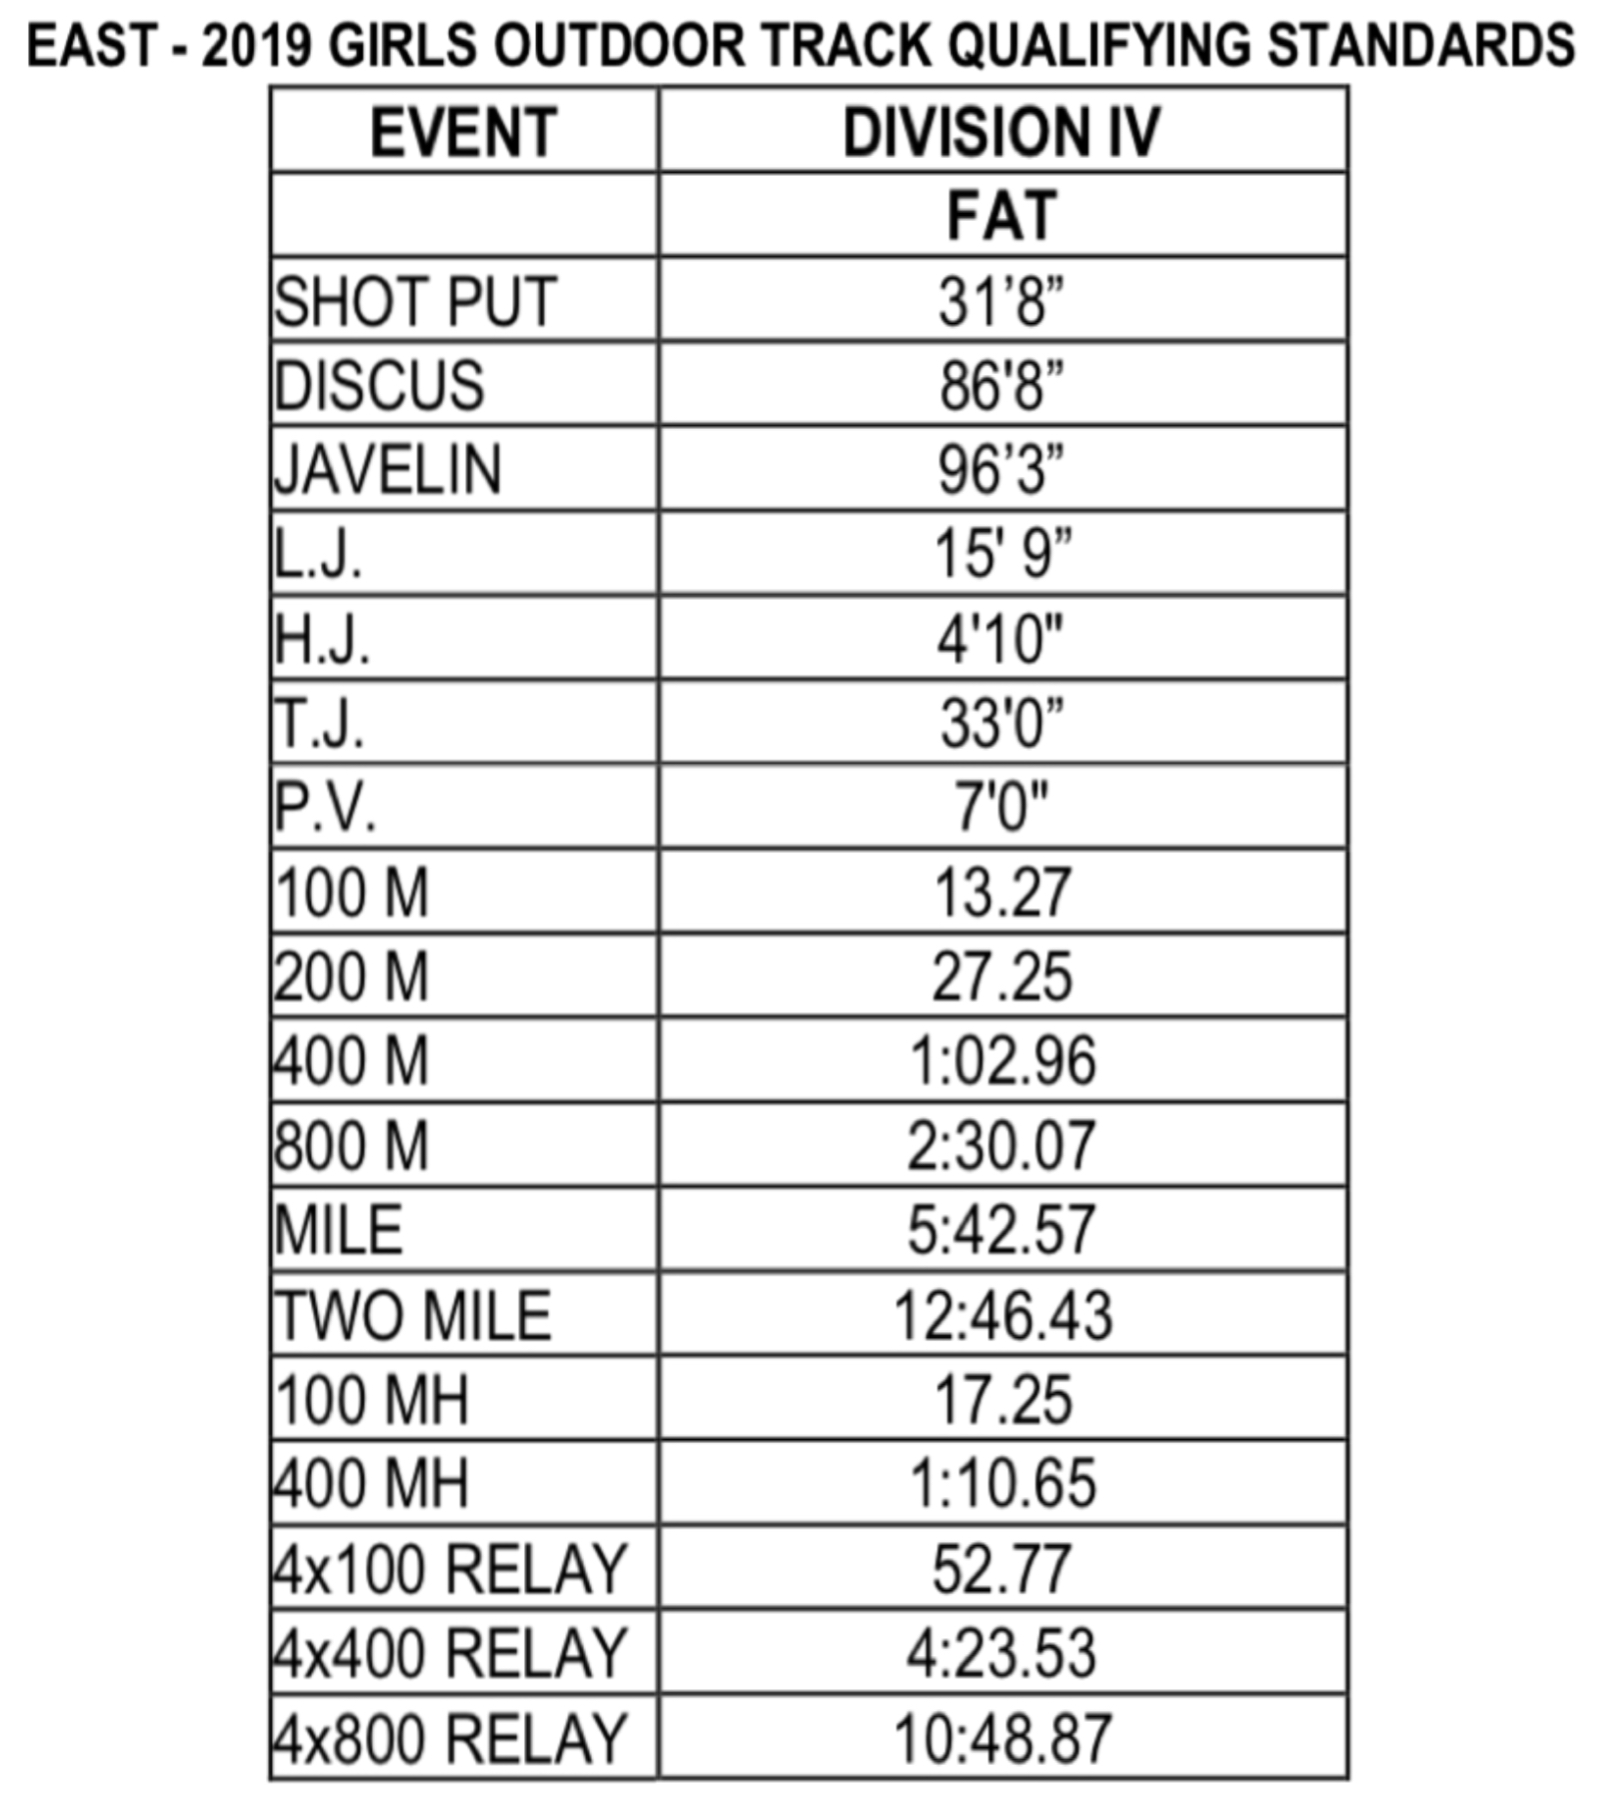 EAST - 2019 GIRLS OUTDOOR TRACK QUALIFYING STANDARDS
EVENT DIVISION IV
FAT
SHOT PUT 31’8”
DISCUS 86'8”
JAVELIN 96’3”
L.J. 15' 9”
H.J. 4'10"
T.J. 33'0”
P.V. 7'0"
100 M 13.27
200 M 27.25
400 M 1:02.96
800 M 2:30.07
MILE 5:42.57
TWO MILE 12:46.43
100 MH 17.25
400 MH 1:10.65
4x100 RELAY 52.77
4x400 RELAY 4:23.53
4x800 RELAY 10:48.87